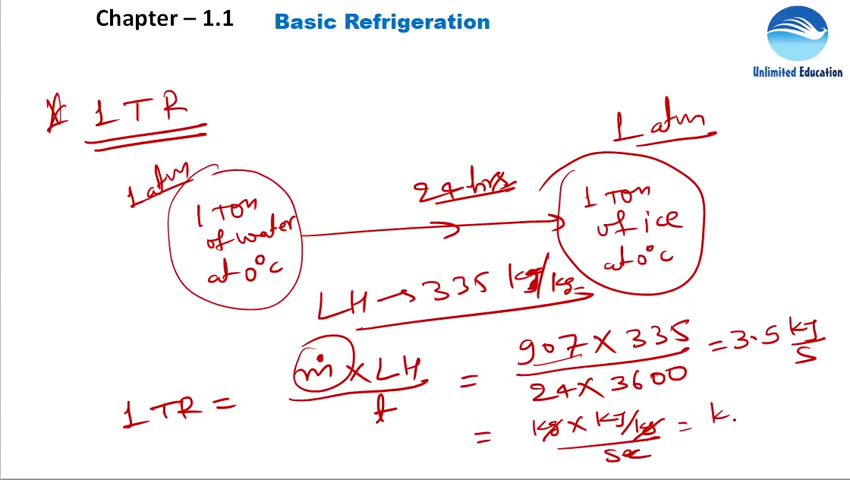 Chapter – 1.1 Basic Refrigeration
Unlimited Education
1 TR
1 atm
1 atm
1 Ton
of water
at 0°C
24 hrs
1 Ton
of ice
at 0°C
LH → 335 kJ/kg
1 TR = ṁ × LH / t = 907 × 335 / 24 × 3600 = 3.5 kJ/s
= kg × kJ/kg / sec = k.